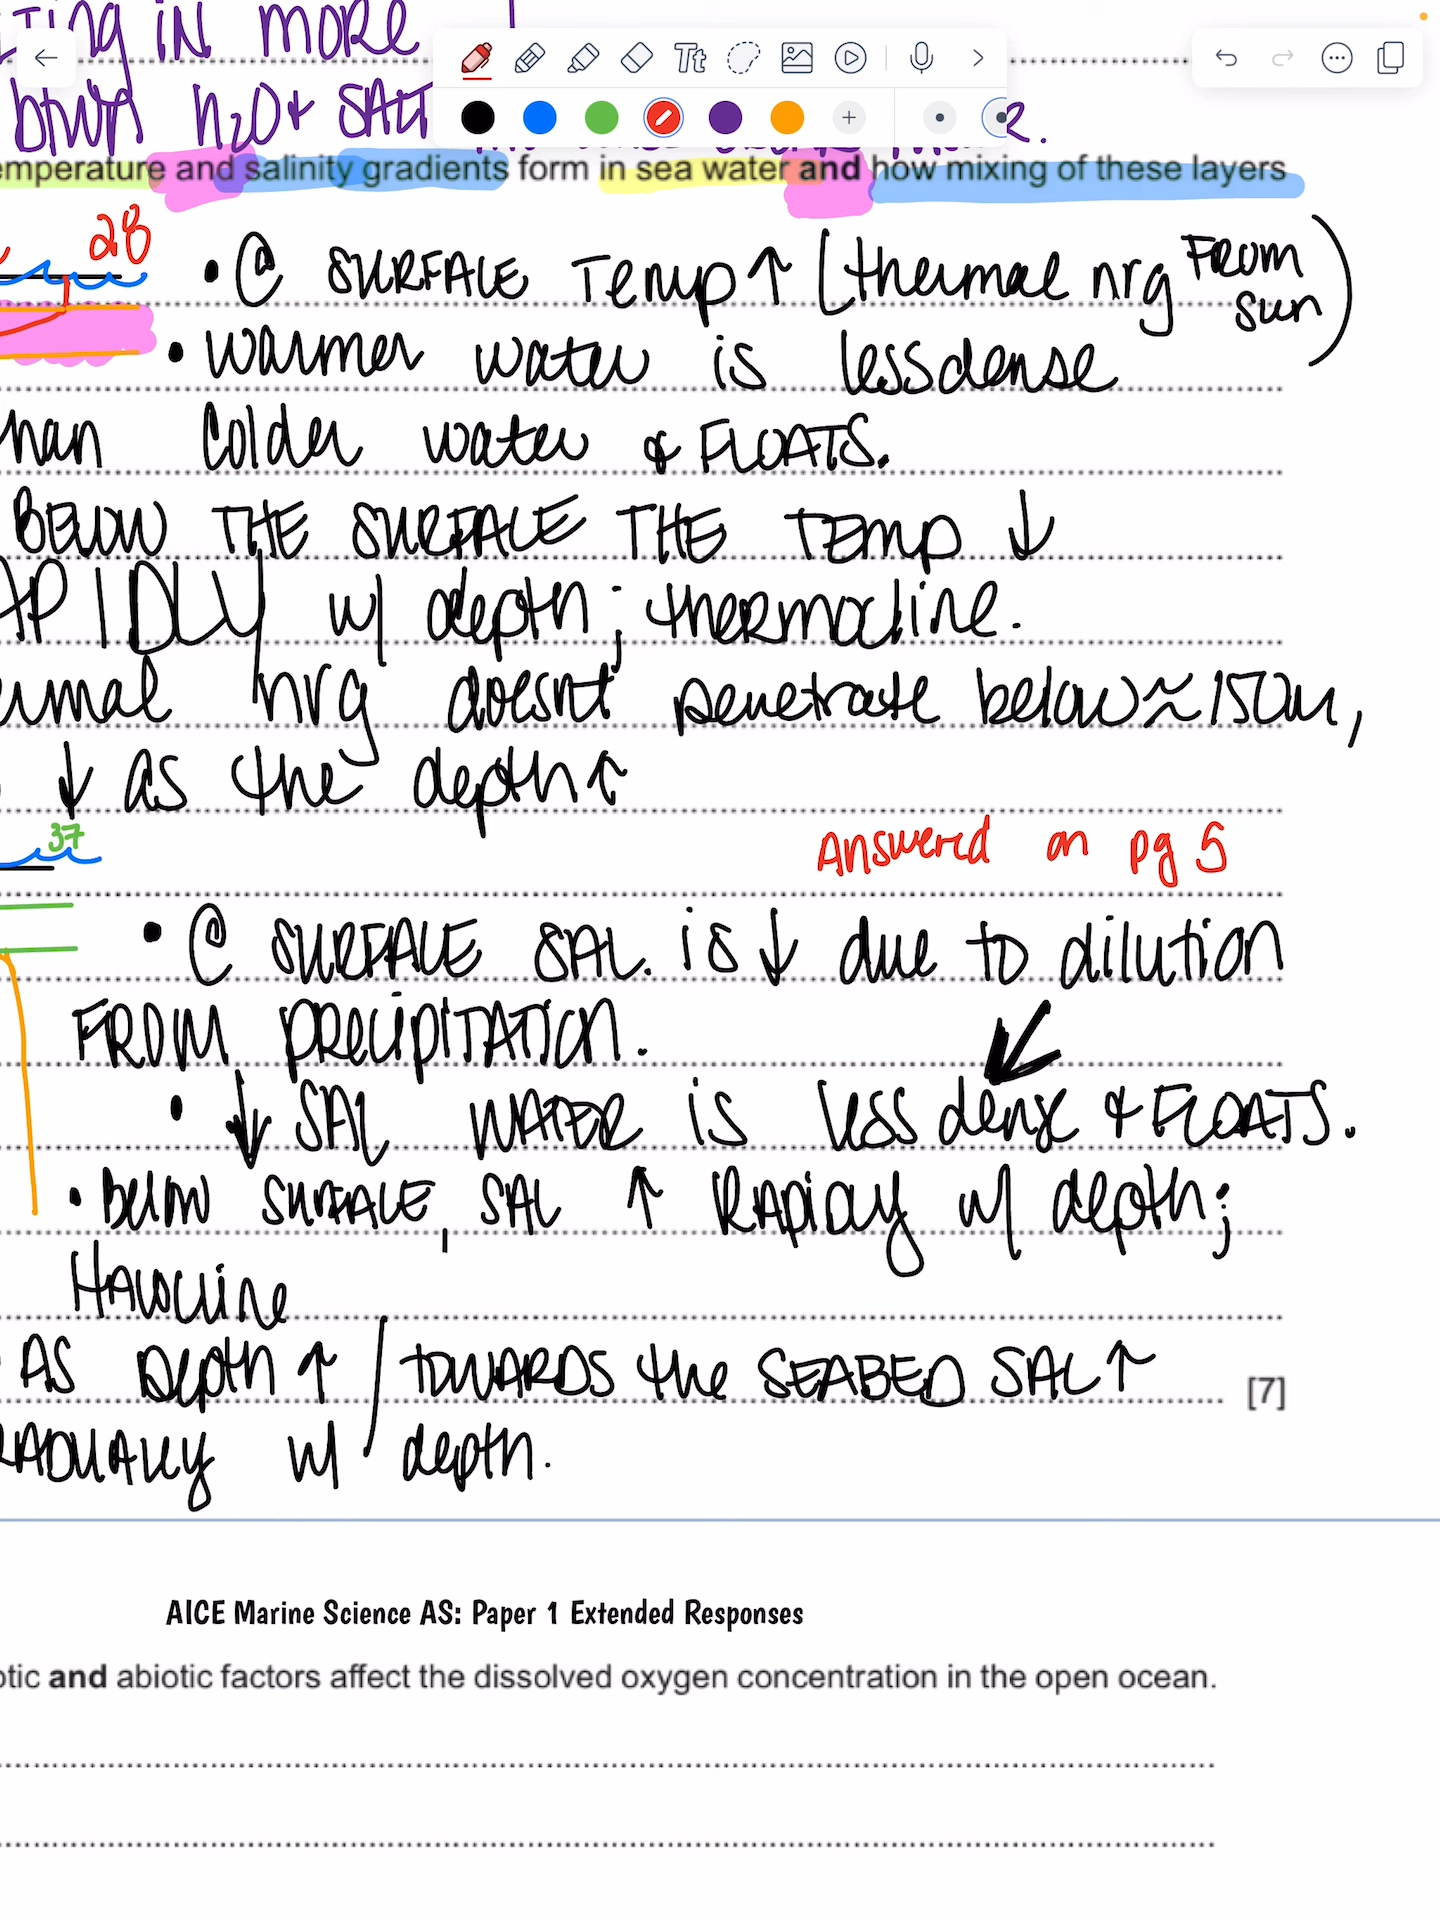 ting in more
btwn h2O & SALT
R.
emperature and salinity gradients form in sea water and how mixing of these layers
28
• @ SURFACE Temp ↑ (thermal nrg FROM sun)
• warmer water is less dense
han colder water & FLOATS.
BELOW THE SURFACE THE TEMP ↓
APIDLY w/ depth; thermocline.
ermal nrg doesnt penetrate below ≈ 150m,
↓ as the depth ↑
37
Answered on pg 5
• @ SURFACE SAL. is ↓ due to dilution
FROM PRECIPITATION.
• ↓ SAL WATER is less dense & FLOATS.
• Below SURFACE, SAL ↑ RAPIDLY w/ depth;
HALOCLINE
• AS Depth ↑ / TOWARDS the SEABED SAL ↑
[7]
RADUALLY w/ depth.
AICE Marine Science AS: Paper 1 Extended Responses
otic and abiotic factors affect the dissolved oxygen concentration in the open ocean.